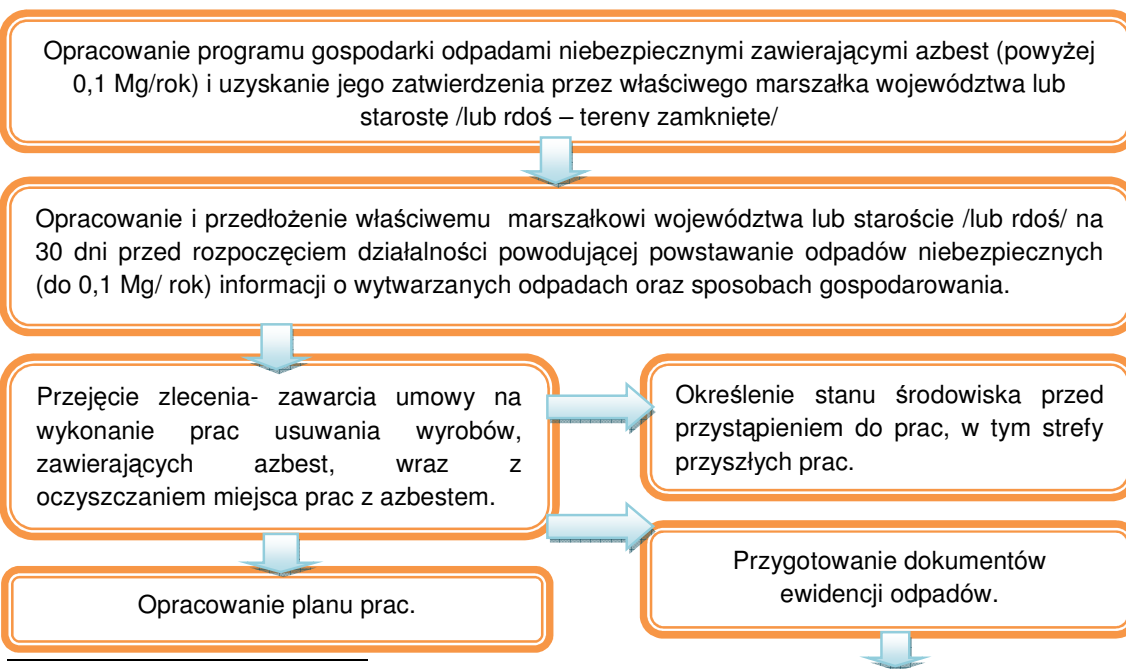 Opracowanie programu gospodarki odpadami niebezpiecznymi zawierającymi azbest (powyżej
0,1 Mg/rok) i uzyskanie jego zatwierdzenia przez właściwego marszałka województwa lub
starostę /lub rdoś – tereny zamknięte/
Opracowanie i przedłożenie właściwemu marszałkowi województwa lub staroście /lub rdoś/ na
30 dni przed rozpoczęciem działalności powodującej powstawanie odpadów niebezpiecznych
(do 0,1 Mg/ rok) informacji o wytwarzanych odpadach oraz sposobach gospodarowania.
Przejęcie zlecenia- zawarcia umowy na
wykonanie prac usuwania wyrobów,
zawierających azbest, wraz z
oczyszczaniem miejsca prac z azbestem.
Określenie stanu środowiska przed
przystąpieniem do prac, w tym strefy
przyszłych prac.
Opracowanie planu prac.
Przygotowanie dokumentów
ewidencji odpadów.